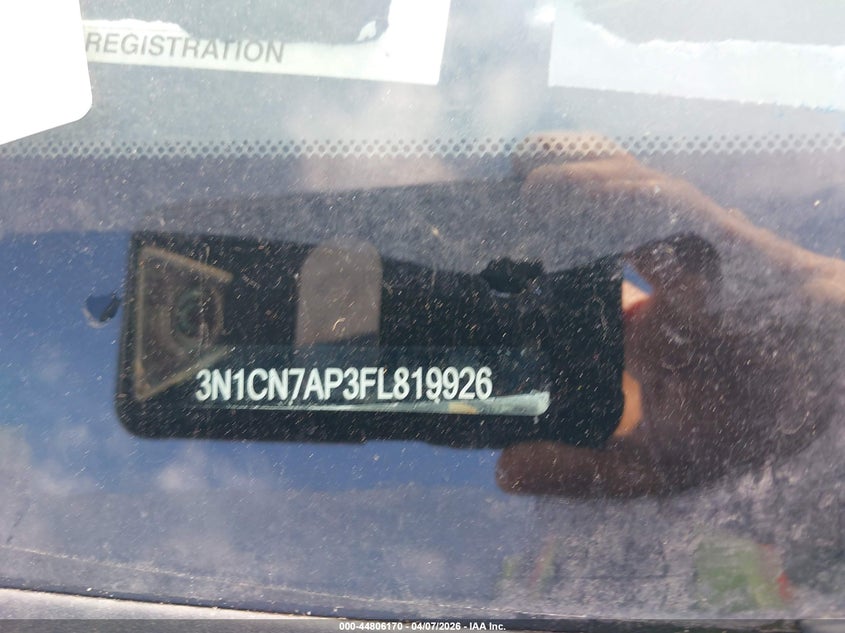 REGISTRATION
3N1CN7AP3FL819926
000-44806170 - 04/07/2026 - IAA Inc.